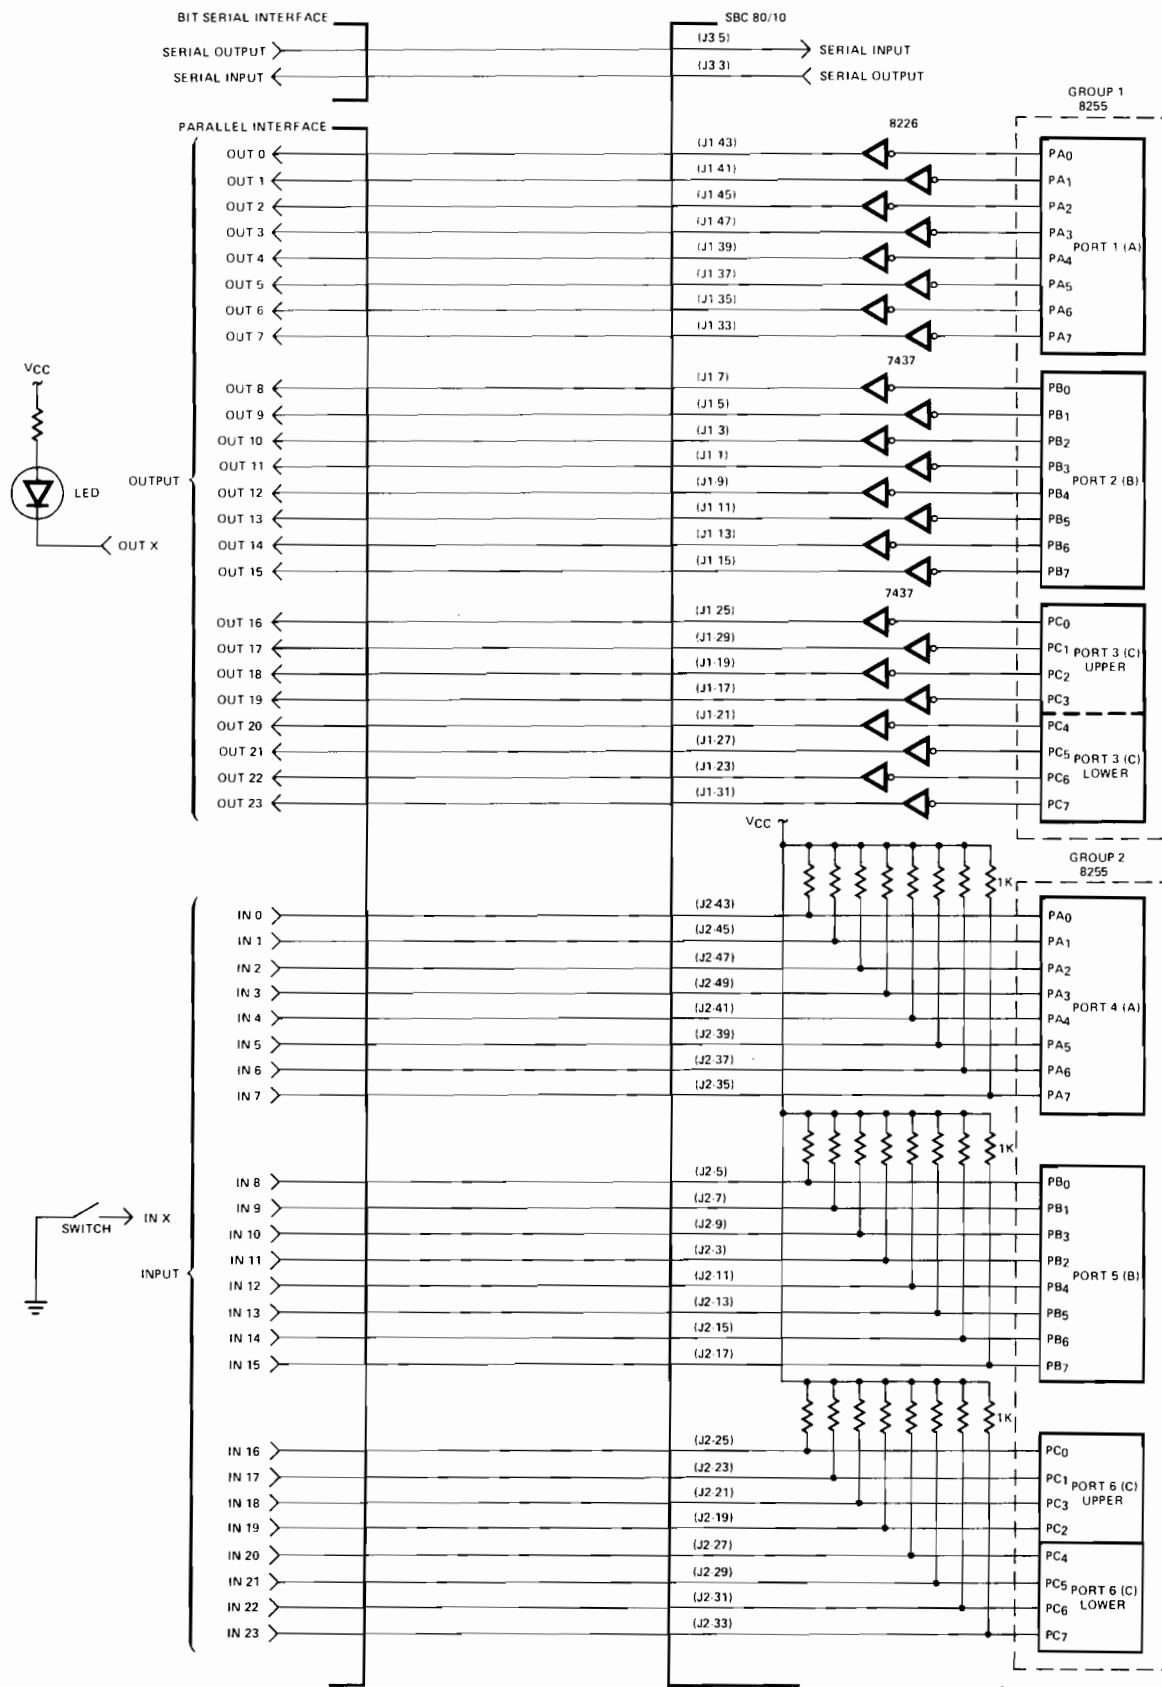 BIT SERIAL INTERFACE
SBC 80/10
SERIAL OUTPUT (J3 5) SERIAL INPUT
SERIAL INPUT (J3 3) SERIAL OUTPUT
GROUP 1
8255
PARALLEL INTERFACE
8226
OUT 0 (J1 43) PA0
OUT 1 (J1 41) PA1
OUT 2 (J1 45) PA2
OUT 3 (J1 47) PA3
PORT 1 (A)
OUT 4 (J1 39) PA4
OUT 5 (J1 37) PA5
OUT 6 (J1 35) PA6
OUT 7 (J1 33) PA7
VCC
7437
OUT 8 (J1 7) PB0
OUT 9 (J1 5) PB1
OUT 10 (J1 3) PB2
OUT 11 (J1 1) PB3
OUTPUT
PORT 2 (B)
LED
OUT 12 (J1-9) PB4
OUT 13 (J1 11) PB5
OUT X
OUT 14 (J1 13) PB6
OUT 15 (J1 15) PB7
7437
OUT 16 (J1 25) PC0
OUT 17 (J1-29) PC1
PORT 3 (C)
UPPER
OUT 18 (J1-19) PC2
OUT 19 (J1-17) PC3
OUT 20 (J1-21) PC4
OUT 21 (J1-27) PC5
PORT 3 (C)
LOWER
OUT 22 (J1-23) PC6
OUT 23 (J1-31) PC7
VCC
GROUP 2
8255
1K
IN 0 (J2-43) PA0
IN 1 (J2-45) PA1
IN 2 (J2-47) PA2
IN 3 (J2-49) PA3
PORT 4 (A)
IN 4 (J2-41) PA4
IN 5 (J2-39) PA5
IN 6 (J2-37) PA6
IN 7 (J2-35) PA7
1K
IN 8 (J2-5) PB0
IN 9 (J2-7) PB1
SWITCH
IN X
IN 10 (J2-9) PB3
IN 11 (J2-3) PB2
INPUT
PORT 5 (B)
IN 12 (J2-11) PB4
IN 13 (J2-13) PB5
IN 14 (J2-15) PB6
IN 15 (J2-17) PB7
1K
IN 16 (J2-25) PC0
IN 17 (J2-23) PC1
PORT 6 (C)
UPPER
IN 18 (J2-21) PC3
IN 19 (J2-19) PC2
IN 20 (J2-27) PC4
IN 21 (J2-29) PC5
PORT 6 (C)
LOWER
IN 22 (J2-31) PC6
IN 23 (J2-33) PC7